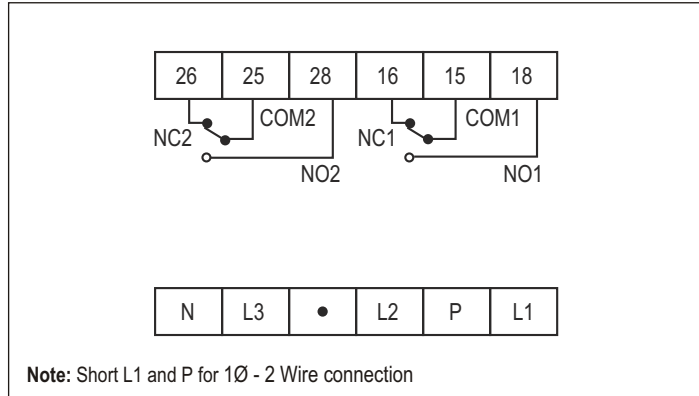 26 25 28 16 15 18
COM2 COM1
NC2 NC1
NO2 NO1
N L3 • L2 P L1
Note: Short L1 and P for 1Ø - 2 Wire connection